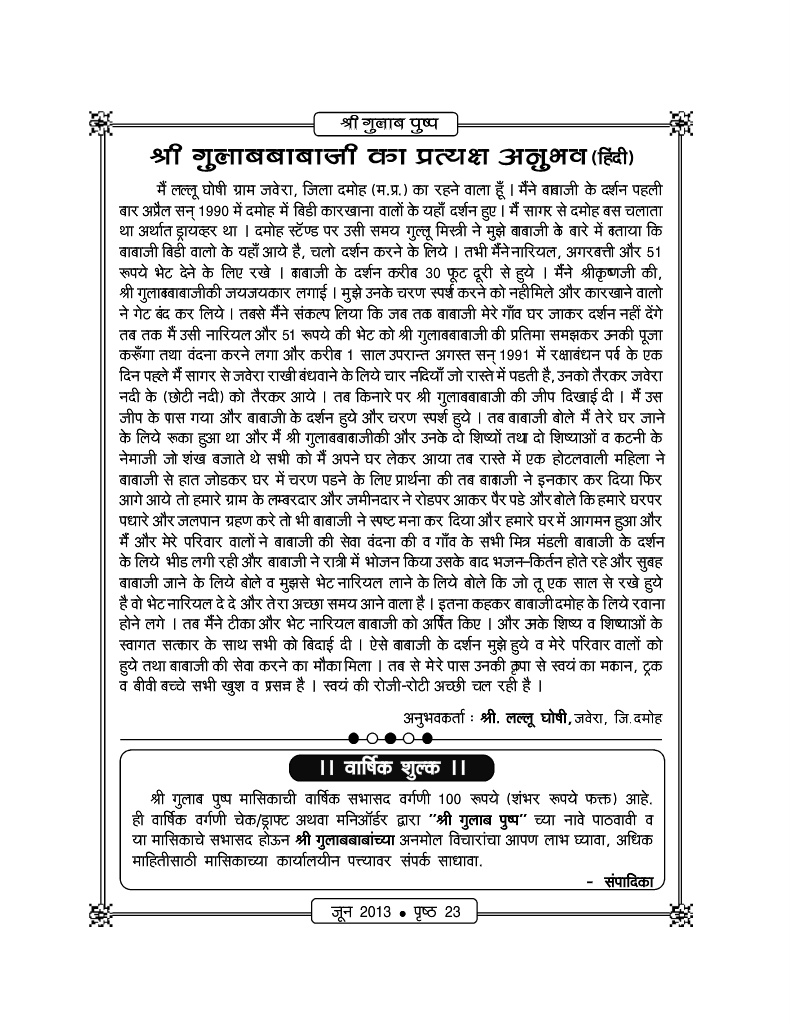 श्री गुलाब पुष्प
श्री गुलाबबाबाजी का प्रत्यक्ष अनुभव (हिंदी)
मैं लल्लू घोषी ग्राम जवेरा, जिला दमोह (म.प्र.) का रहने वाला हूँ । मैंने बाबाजी के दर्शन पहली
बार अप्रैल सन् 1990 में दमोह में बिडी कारखाना वालों के यहाँ दर्शन हुए । मैं सागर से दमोह बस चलाता
था अर्थात ड्रायव्हर था । दमोह स्टॅण्ड पर उसी समय गुल्लू मिस्त्री ने मुझे बाबाजी के बारे में बताया कि
बाबाजी बिडी वालो के यहाँ आये है, चलो दर्शन करने के लिये । तभी मैंने नारियल, अगरबत्ती और 51
रूपये भेट देने के लिए रखे । बाबाजी के दर्शन करीब 30 फूट दूरी से हुये । मैंने श्रीकृष्णजी की,
श्री गुलाबबाबाजीकी जयजयकार लगाई । मुझे उनके चरण स्पर्श करने को नहीमिले और कारखाने वालो
ने गेट बंद कर लिये । तबसे मैंने संकल्प लिया कि जब तक बाबाजी मेरे गाँव घर जाकर दर्शन नहीं देंगे
तब तक मैं उसी नारियल और 51 रूपये की भेट को श्री गुलाबबाबाजी की प्रतिमा समझकर उनकी पूजा
करूँगा तथा वंदना करने लगा और करीब 1 साल उपरान्त अगस्त सन् 1991 में रक्षाबंधन पर्व के एक
दिन पहले मैं सागर से जवेरा राखी बंधवाने के लिये चार नदियाँ जो रास्ते में पडती है, उनको तैरकर जवेरा
नदी के (छोटी नदी) को तैरकर आये । तब किनारे पर श्री गुलाबबाबाजी की जीप दिखाई दी । मैं उस
जीप के पास गया और बाबाजी के दर्शन हुये और चरण स्पर्श हुये । तब बाबाजी बोले मैं तेरे घर जाने
के लिये रूका हुआ था और मैं श्री गुलाबबाबाजीकी और उनके दो शिष्यों तथा दो शिष्याओं व कटनी के
नेमाजी जो शंख बजाते थे सभी को मैं अपने घर लेकर आया तब रास्ते में एक होटलवाली महिला ने
बाबाजी से हात जोडकर घर में चरण पडने के लिए प्रार्थना की तब बाबाजी ने इनकार कर दिया फिर
आगे आये तो हमारे ग्राम के लम्बरदार और जमीनदार ने रोडपर आकर पैर पडे और बोले कि हमारे घरपर
पधारे और जलपान ग्रहण करे तो भी बाबाजी ने स्पष्ट मना कर दिया और हमारे घर में आगमन हुआ और
मैं और मेरे परिवार वालों ने बाबाजी की सेवा वंदना की व गाँव के सभी मित्र मंडली बाबाजी के दर्शन
के लिये भीड लगी रही और बाबाजी ने रात्री में भोजन किया उसके बाद भजन-किर्तन होते रहे और सुबह
बाबाजी जाने के लिये बोले व मुझसे भेट नारियल लाने के लिये बोले कि जो तू एक साल से रखे हुये
है वो भेट नारियल दे दे और तेरा अच्छा समय आने वाला है । इतना कहकर बाबाजी दमोह के लिये रवाना
होने लगे । तब मैंने टीका और भेट नारियल बाबाजी को अर्पित किए । और उनके शिष्य व शिष्याओं के
स्वागत सत्कार के साथ सभी को बिदाई दी । ऐसे बाबाजी के दर्शन मुझे हुये व मेरे परिवार वालों को
हुये तथा बाबाजी की सेवा करने का मौका मिला । तब से मेरे पास उनकी कृपा से स्वयं का मकान, ट्रक
व बीवी बच्चे सभी खुश व प्रसन्न है । स्वयं की रोजी-रोटी अच्छी चल रही है ।
अनुभवकर्ता : श्री. लल्लू घोषी, जवेरा, जि.दमोह
।। वार्षिक शुल्क ।।
श्री गुलाब पुष्प मासिकाची वार्षिक सभासद वर्गणी 100 रूपये (शंभर रूपये फक्त) आहे.
ही वार्षिक वर्गणी चेक/ड्राफ्ट अथवा मनिऑर्डर द्वारा "श्री गुलाब पुष्प" च्या नावे पाठवावी व
या मासिकाचे सभासद होऊन श्री गुलाबबाबांच्या अनमोल विचारांचा आपण लाभ घ्यावा, अधिक
माहितीसाठी मासिकाच्या कार्यालयीन पत्त्यावर संपर्क साधावा.
- संपादिका
जून 2013 ● पृष्ठ 23